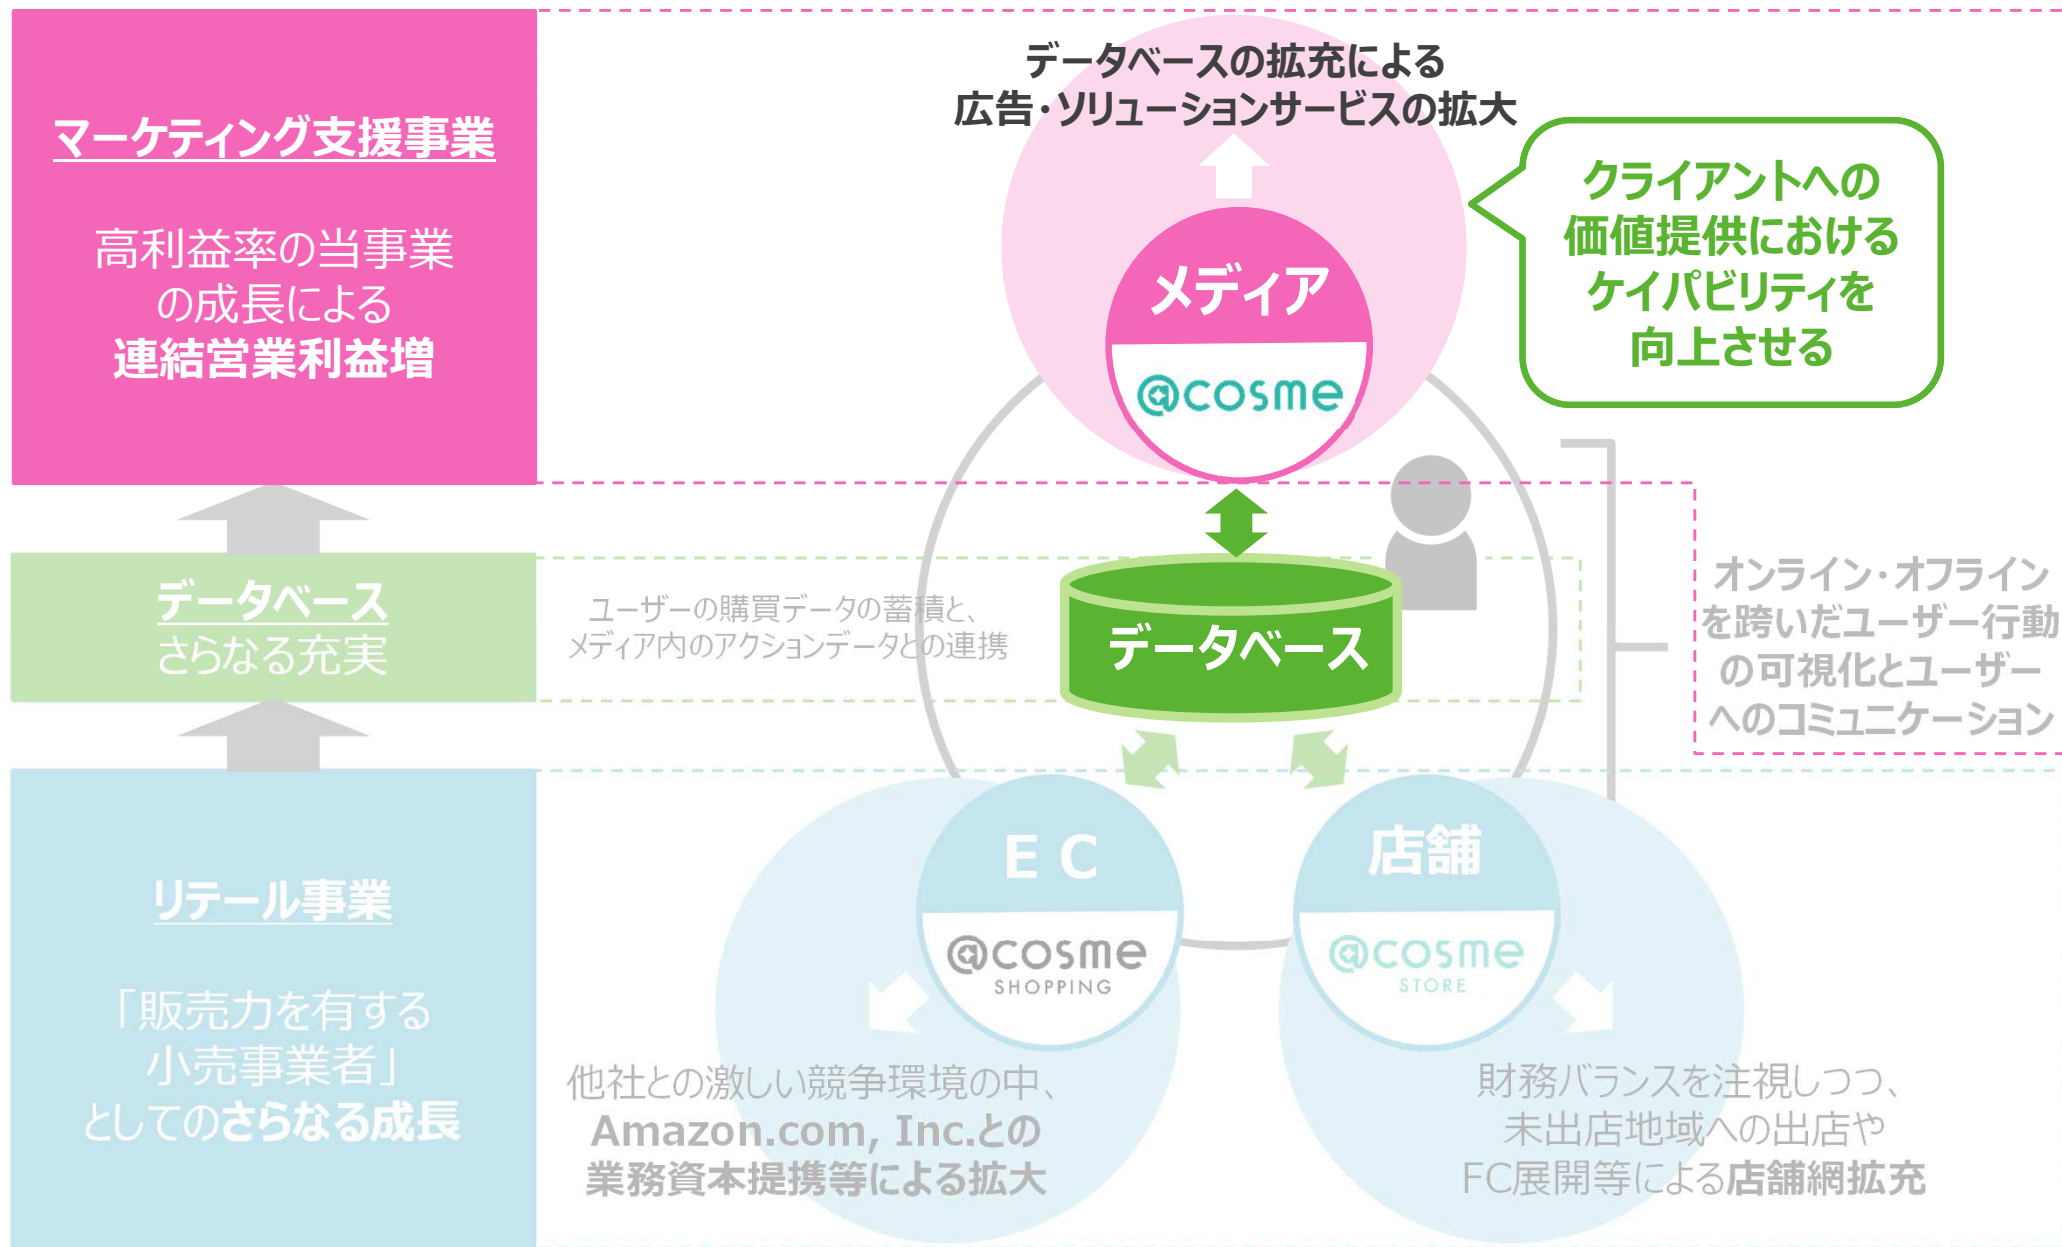 マーケティング支援事業
高利益率の当事業
の成長による
連結営業利益増
データベースの拡充による
広告・ソリューションサービスの拡大
メディア
@cosme
クライアントへの
価値提供における
ケイパビリティを
向上させる
データベース
さらなる充実
ユーザーの購買データの蓄積と、
メディア内のアクションデータとの連携
データベース
オンライン・オフライン
を跨いだユーザー行動
の可視化とユーザー
へのコミュニケーション
リテール事業
「販売力を有する
小売事業者」
としてのさらなる成長
EC
@cosme
SHOPPING
他社との激しい競争環境の中、
Amazon.com, Inc.との
業務資本提携等による拡大
店舗
@cosme
STORE
財務バランスを注視しつつ、
未出店地域への出店や
FC展開等による店舗網拡充